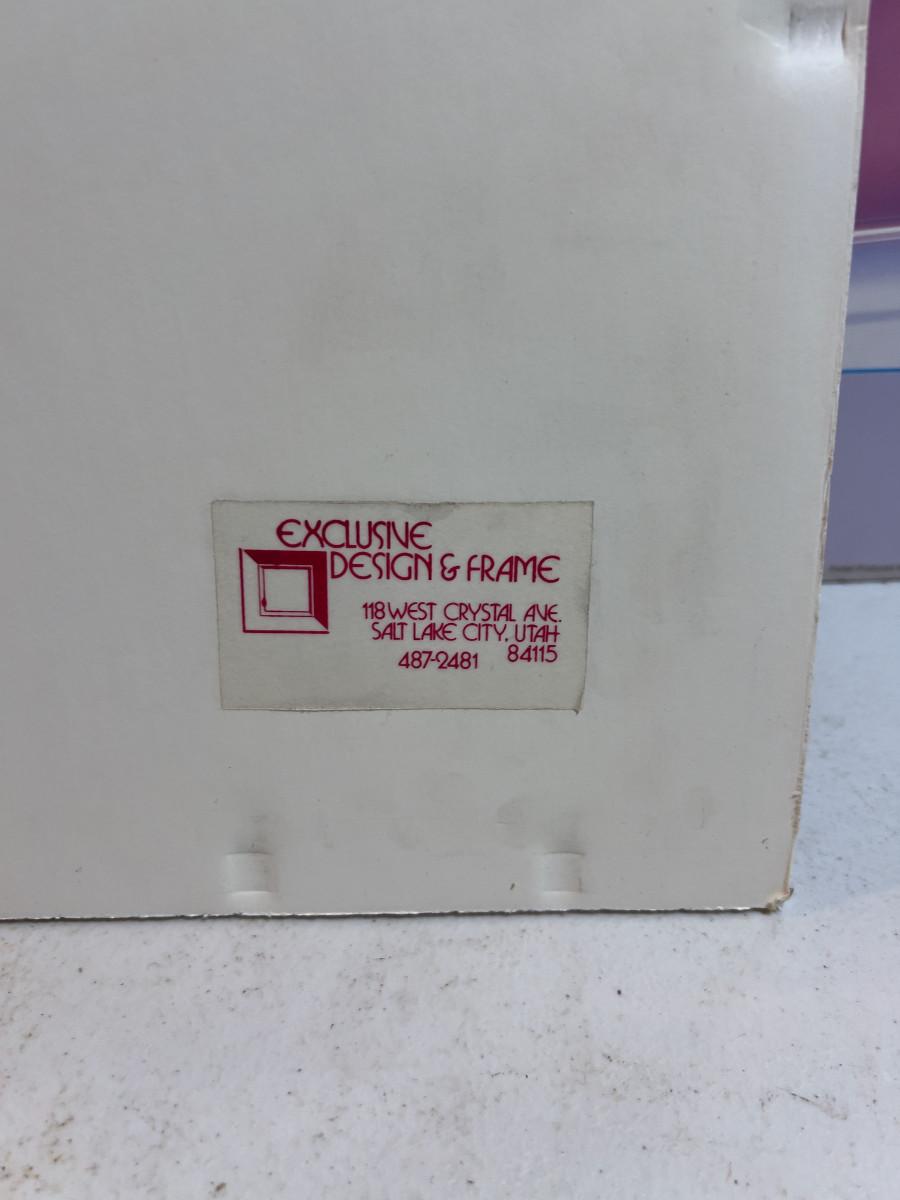 EXCLUSIVE
DESIGN & FRAME
118 WEST CRYSTAL AVE.
SALT LAKE CITY, UTAH
84115
487-2481